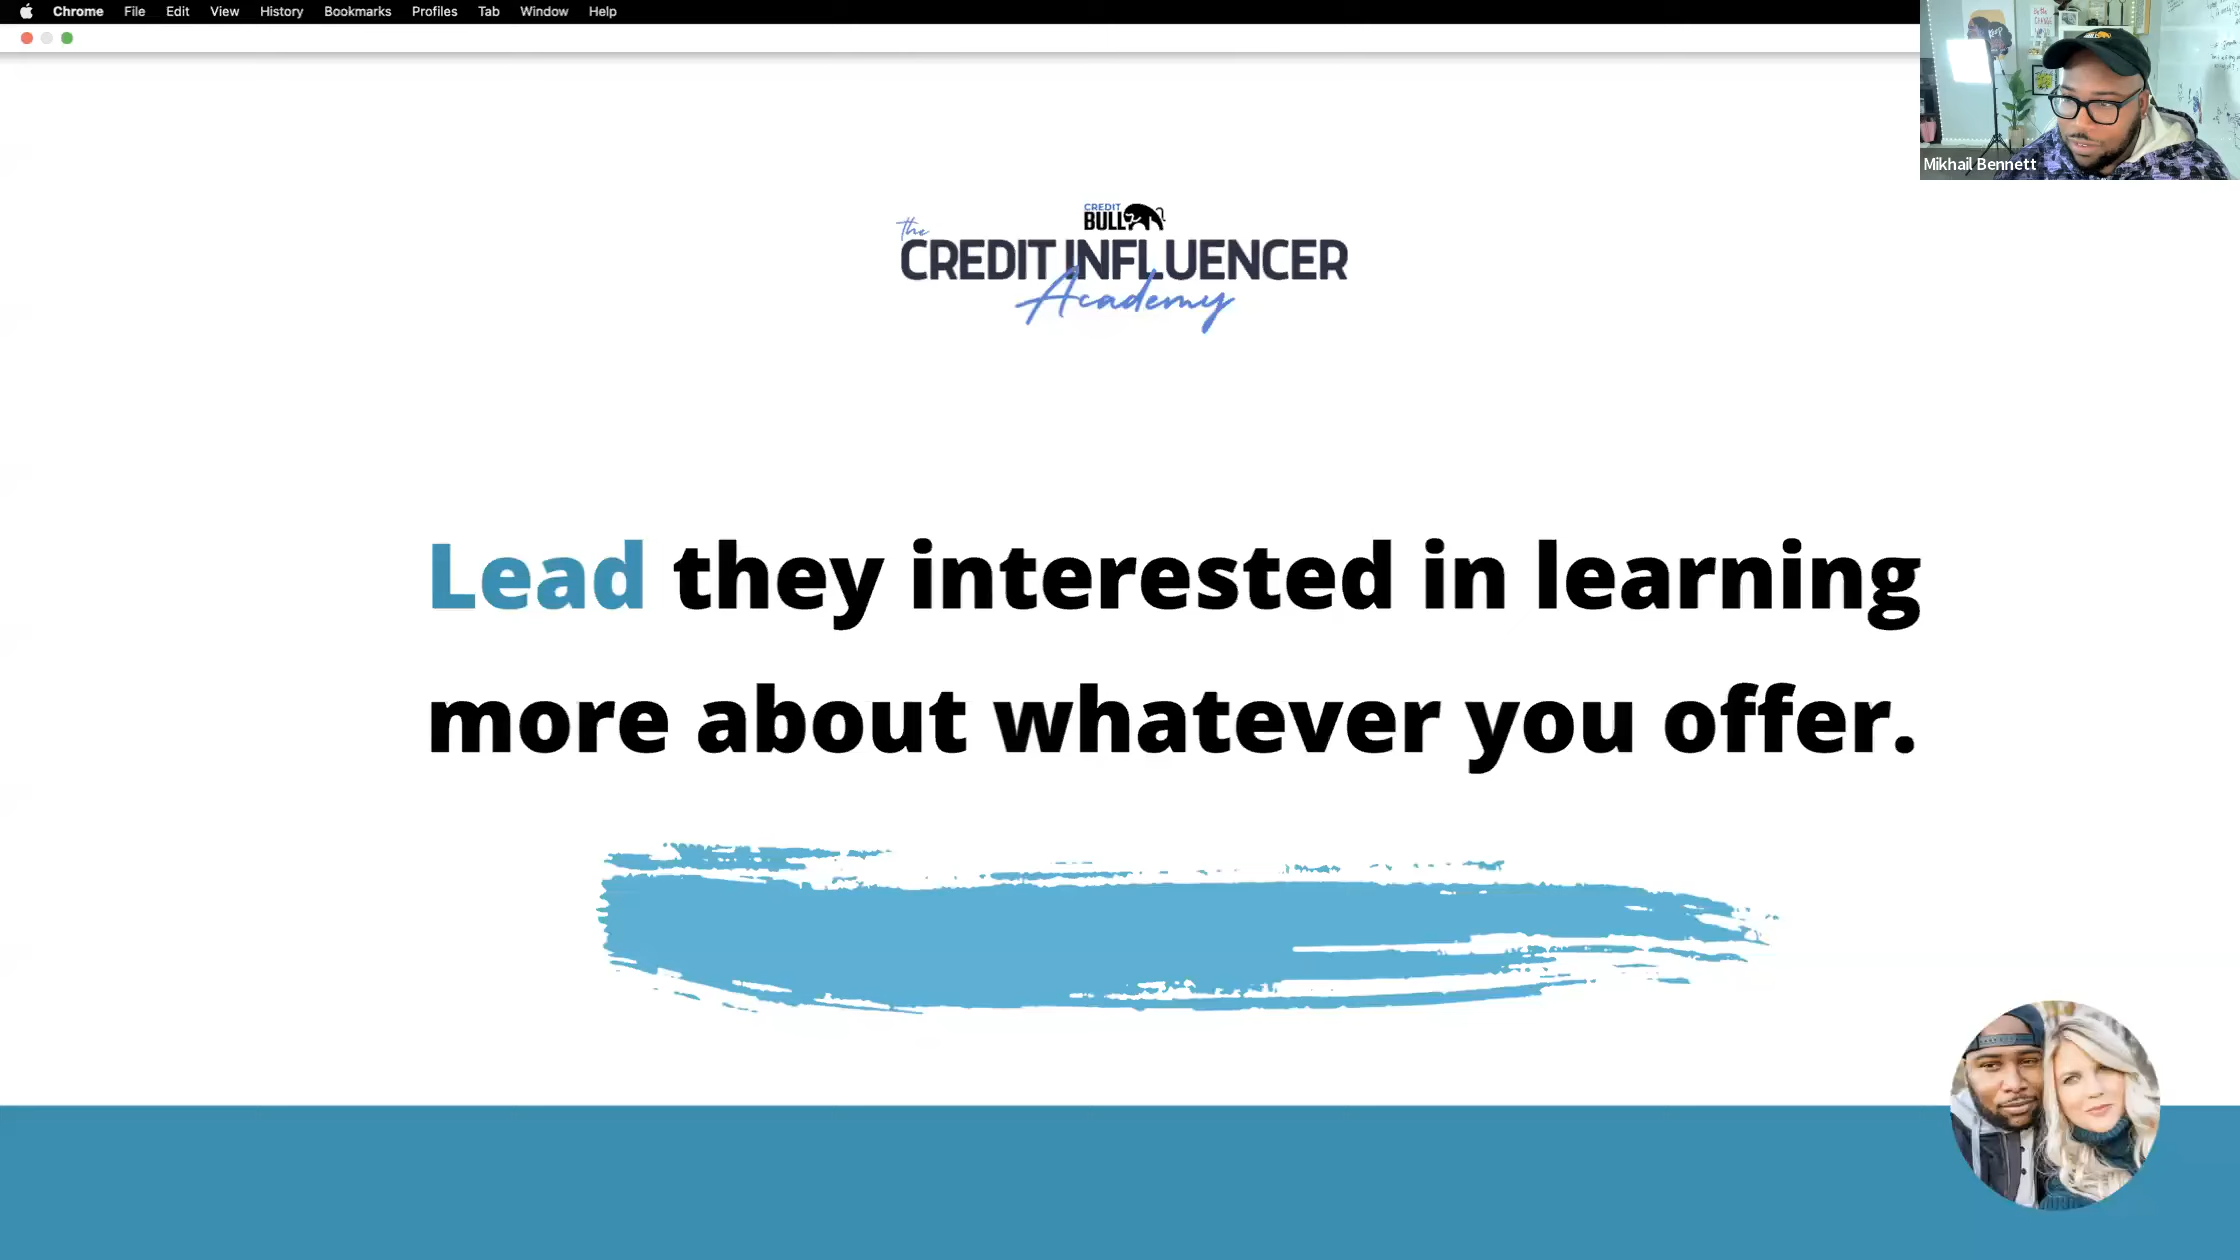 Chrome File Edit View History Bookmarks Profiles Tab Window Help
Mikhail Bennett
CREDIT
BULL
the
CREDIT INFLUENCER
Academy
Lead they interested in learning
more about whatever you offer.